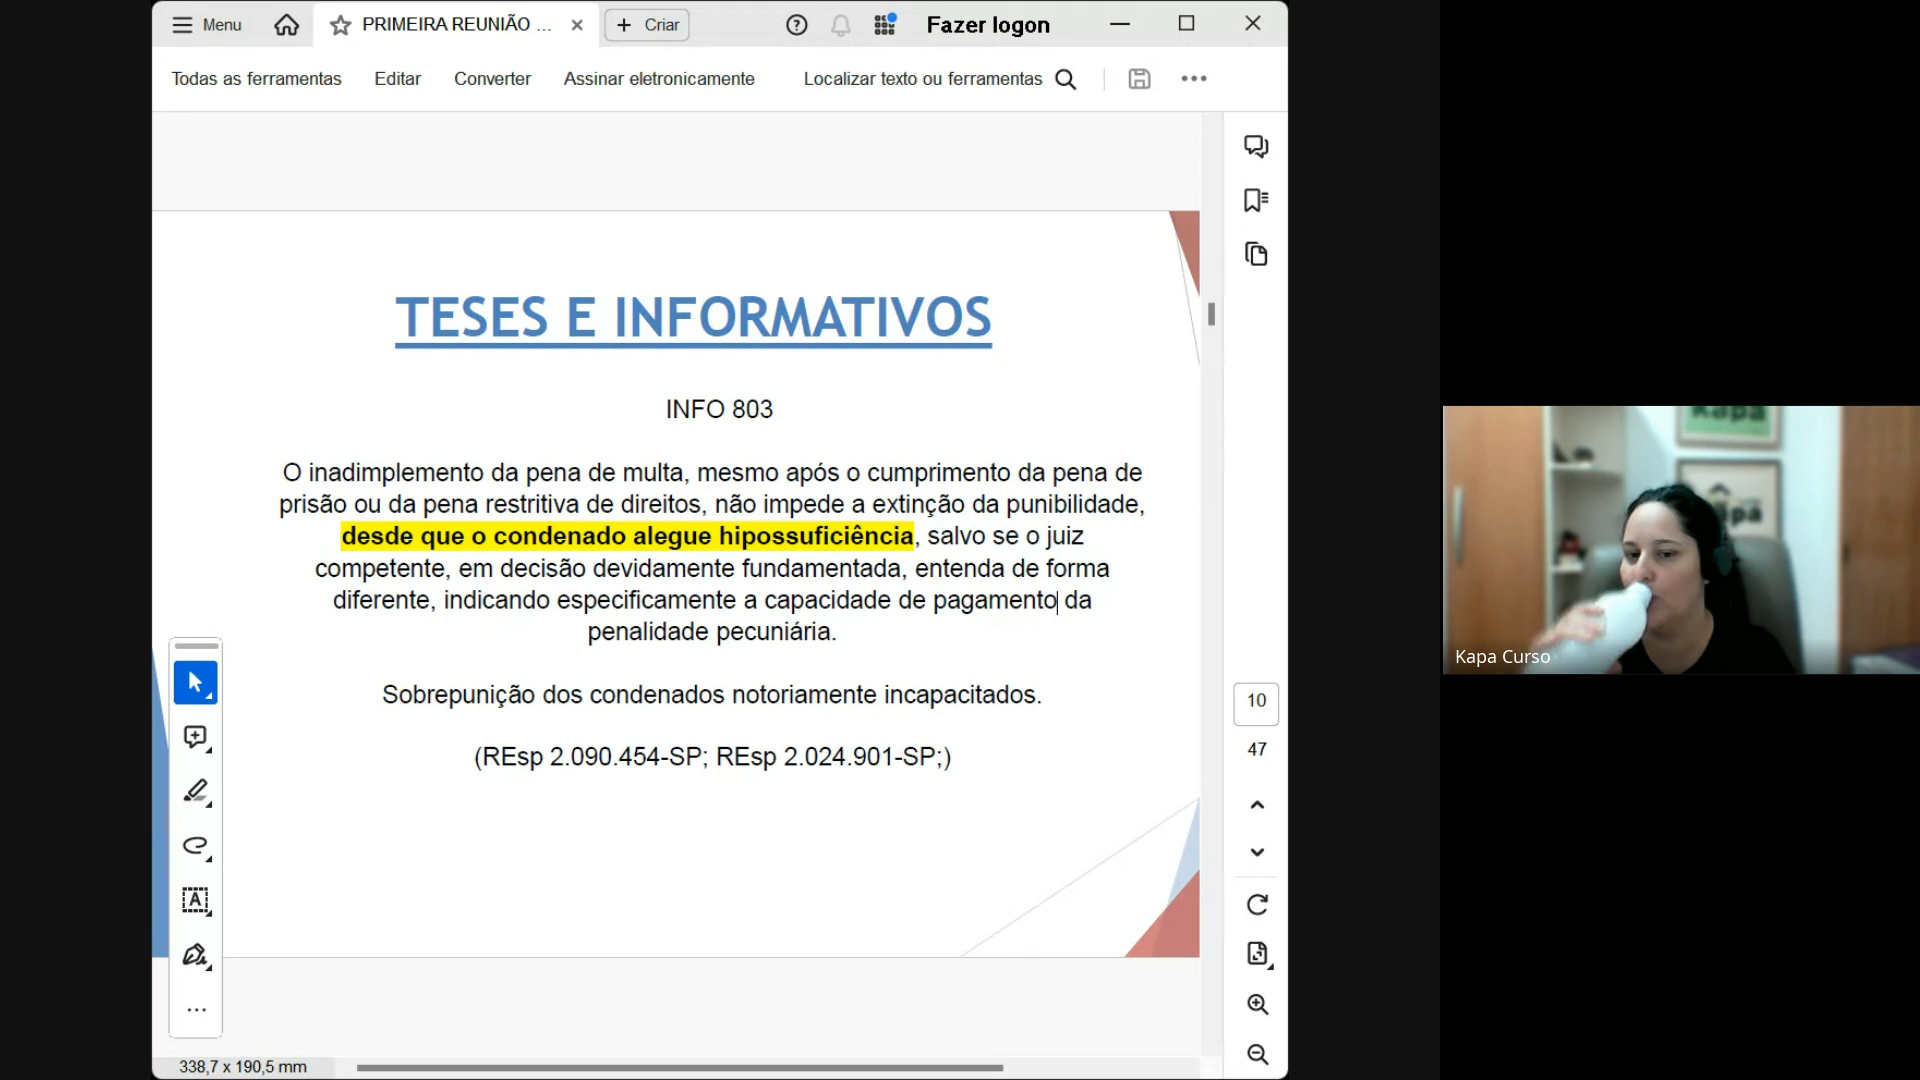 Menu
PRIMEIRA REUNIÃO ...
Criar
Fazer logon
Todas as ferramentas
Editar
Converter
Assinar eletronicamente
Localizar texto ou ferramentas
TESES E INFORMATIVOS
INFO 803
O inadimplemento da pena de multa, mesmo após o cumprimento da pena de
prisão ou da pena restritiva de direitos, não impede a extinção da punibilidade,
desde que o condenado alegue hipossuficiência, salvo se o juiz
competente, em decisão devidamente fundamentada, entenda de forma
diferente, indicando especificamente a capacidade de pagamento da
penalidade pecuniária.
Sobrepunição dos condenados notoriamente incapacitados.
(REsp 2.090.454-SP; REsp 2.024.901-SP;)
10
47
338,7 x 190,5 mm
Kapa
Kapa Curso